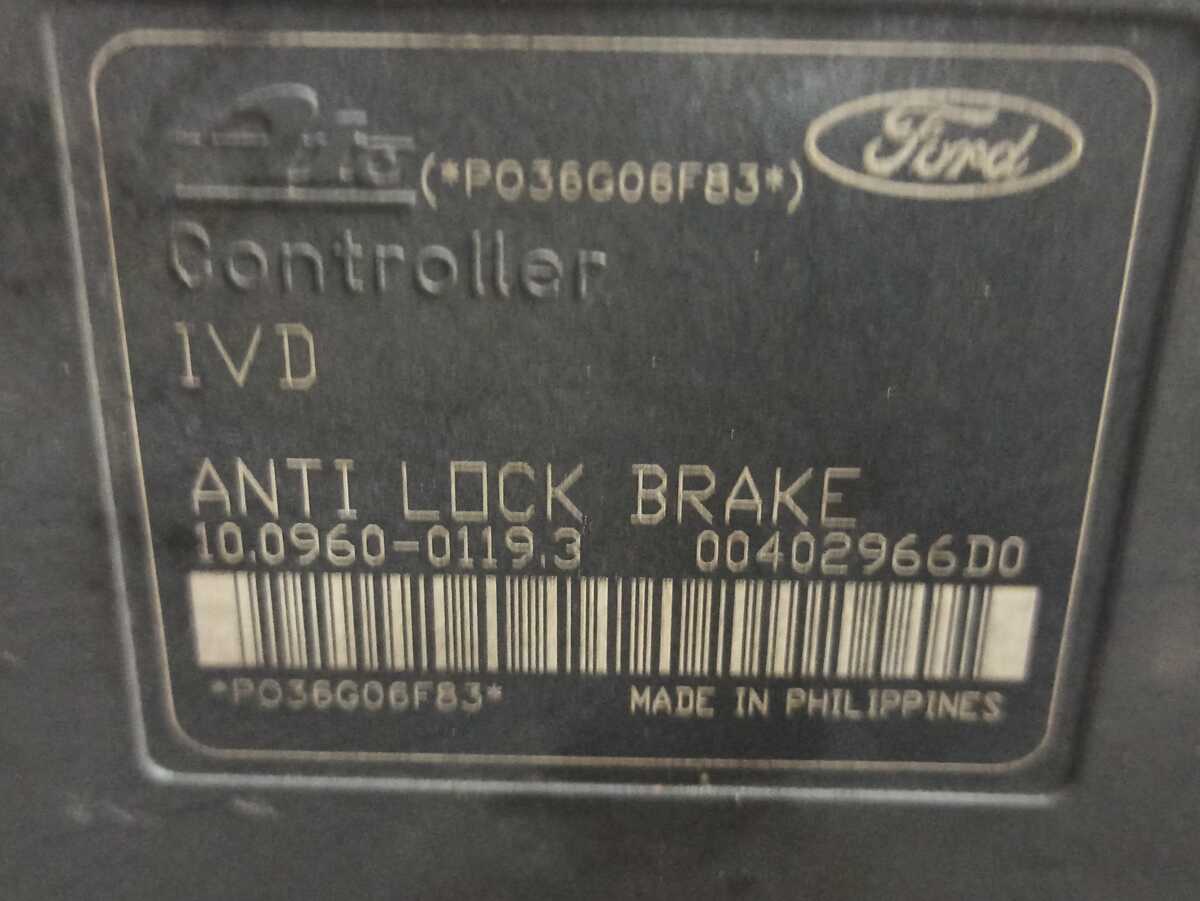 (*P036G06F83*)
Ford
Controller
IVD
ANTI LOCK BRAKE
10.0960-0119.3 00402966D0
*P036G06F83*
MADE IN PHILIPPINES